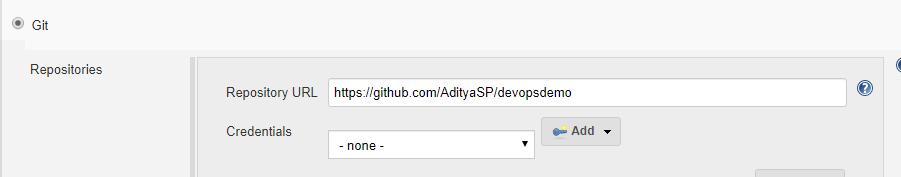 Git
Repositories
Repository URL https://github.com/AdityaSP/devopsdemo
Credentials
- none -
Add